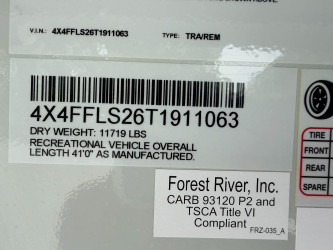 V.I.N.: 4X4FFLS26T1911063 TYPE: TRA/REM
4X4FFLS26T1911063
DRY WEIGHT: 11719 LBS
RECREATIONAL VEHICLE OVERALL
LENGTH 41'0" AS MANUFACTURED.
TIRE
FRONT
REAR
SPARE
Forest River, Inc.
CARB 93120 P2 and
TSCA Title VI
Compliant
FRZ-035_A